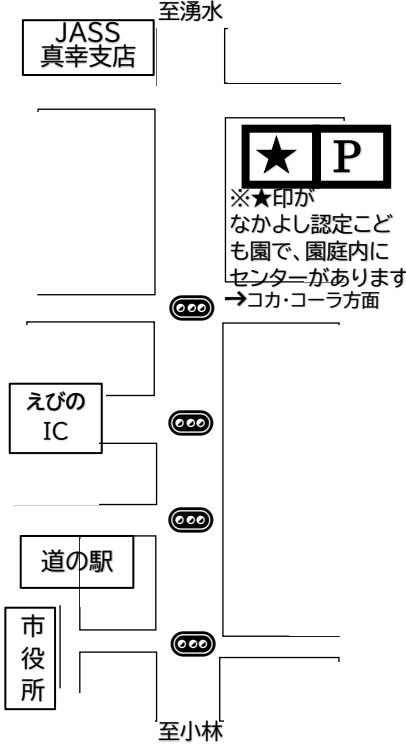 至湧水
JASS
真幸支店
★ P
※★印が
なかよし認定こど
も園で、園庭内に
センターがあります
→コカ・コーラ方面
えびの
IC
道の駅
市
役
所
至小林